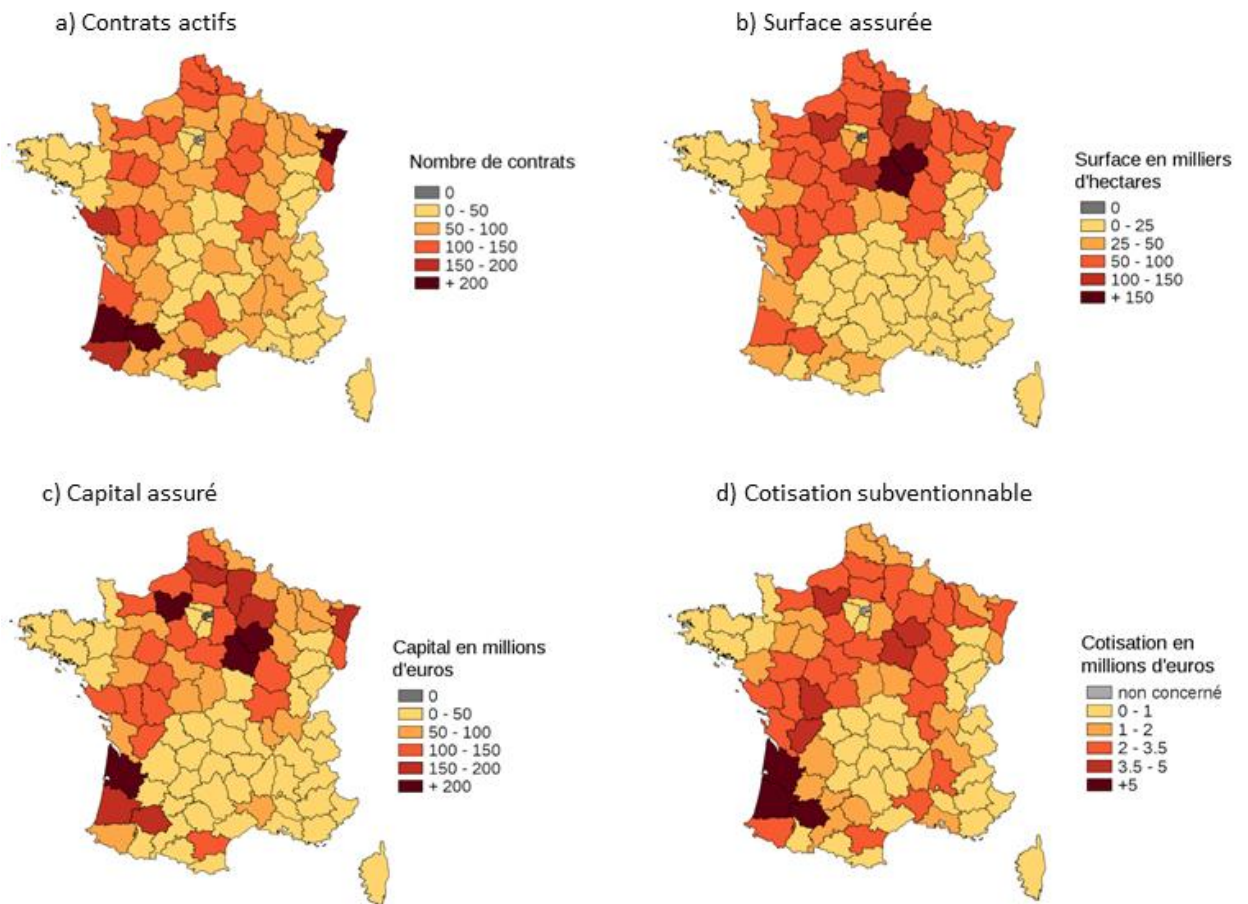 a) Contrats actifs
Nombre de contrats
0
0 - 50
50 - 100
100 - 150
150 - 200
+ 200
b) Surface assurée
Surface en milliers
d'hectares
0
0 - 25
25 - 50
50 - 100
100 - 150
+ 150
c) Capital assuré
Capital en millions
d'euros
0
0 - 50
50 - 100
100 - 150
150 - 200
+ 200
d) Cotisation subventionnable
Cotisation en
millions d'euros
non concerné
0 - 1
1 - 2
2 - 3.5
3.5 - 5
+5